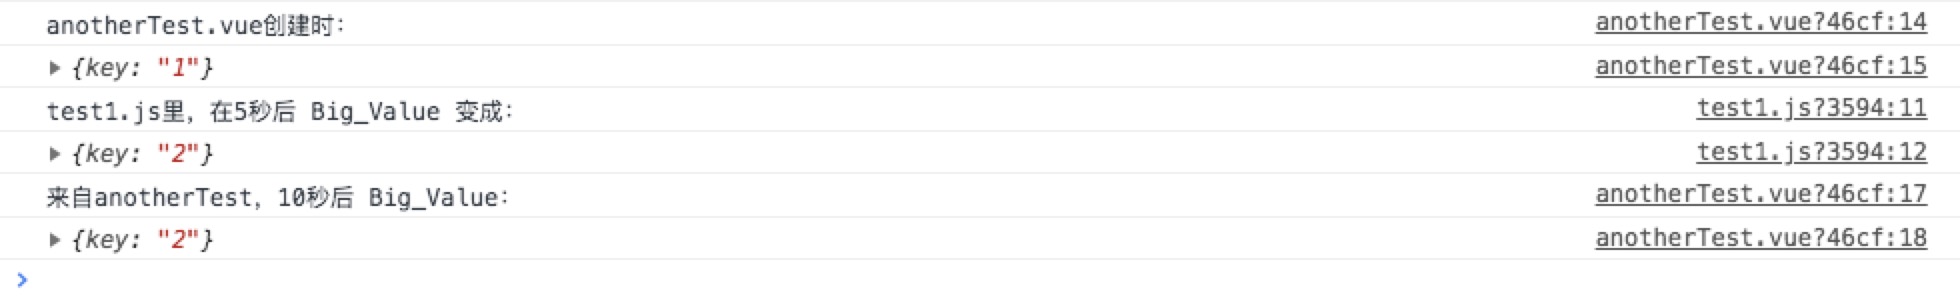 anotherTest.vue创建时: anotherTest.vue?46cf:14
▶ {key: "1"} anotherTest.vue?46cf:15
test1.js里, 在5秒后 Big_Value 变成: test1.js?3594:11
▶ {key: "2"} test1.js?3594:12
来自anotherTest, 10秒后 Big_Value: anotherTest.vue?46cf:17
▶ {key: "2"} anotherTest.vue?46cf:18
>